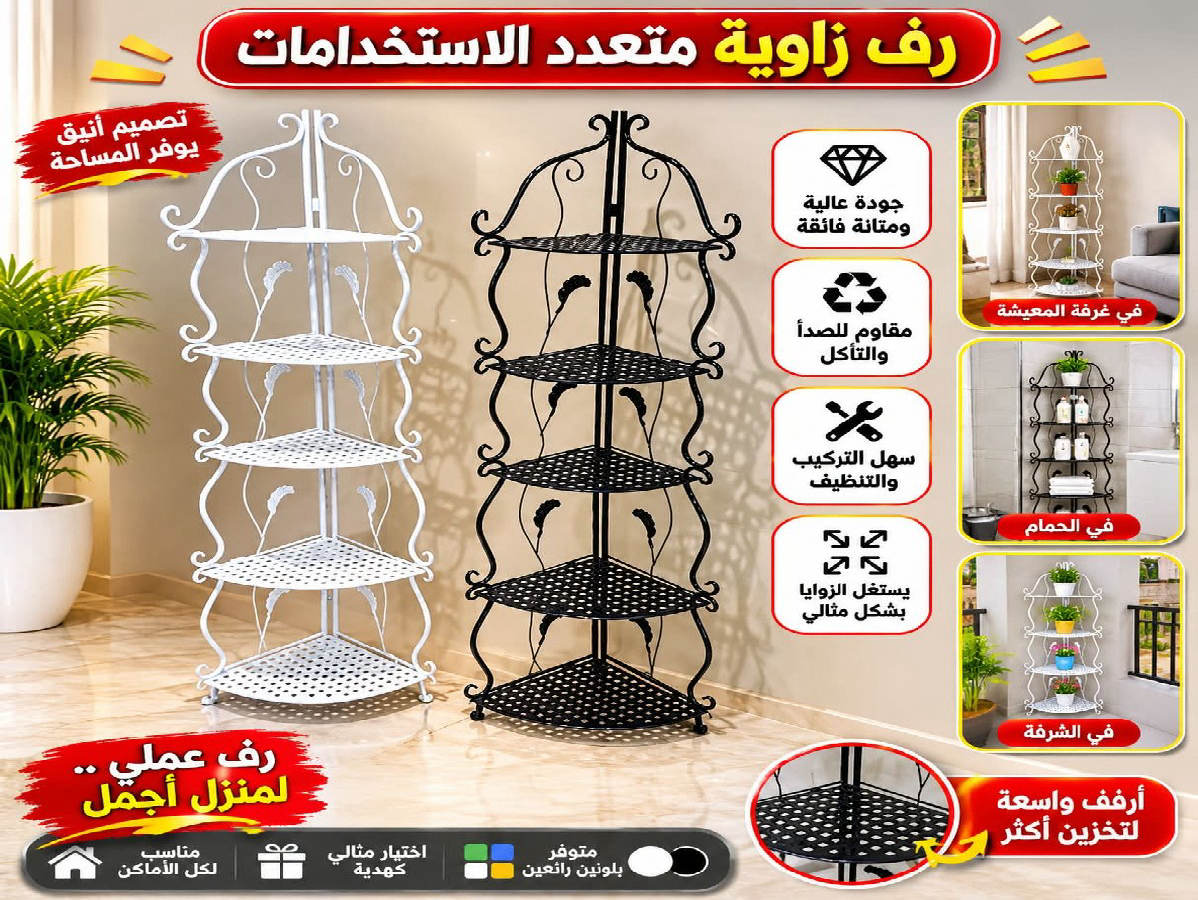 رف زاوية متعدد الاستخدامات
تصميم أنيق
يوفر المساحة
جودة عالية
ومتانة فائقة
مقاوم للصدأ
والتأكل
سهل التركيب
والتنظيف
يستغل الزوايا
بشكل مثالي
في غرفة المعيشة
في الحمام
في الشرفة
أرفف واسعة
لتخزين أكثر
رف عملي ..
لمنزل أجمل
متوفر
بلونين رائعين
اختيار مثالي
كهدية
مناسب
لكل الأماكن